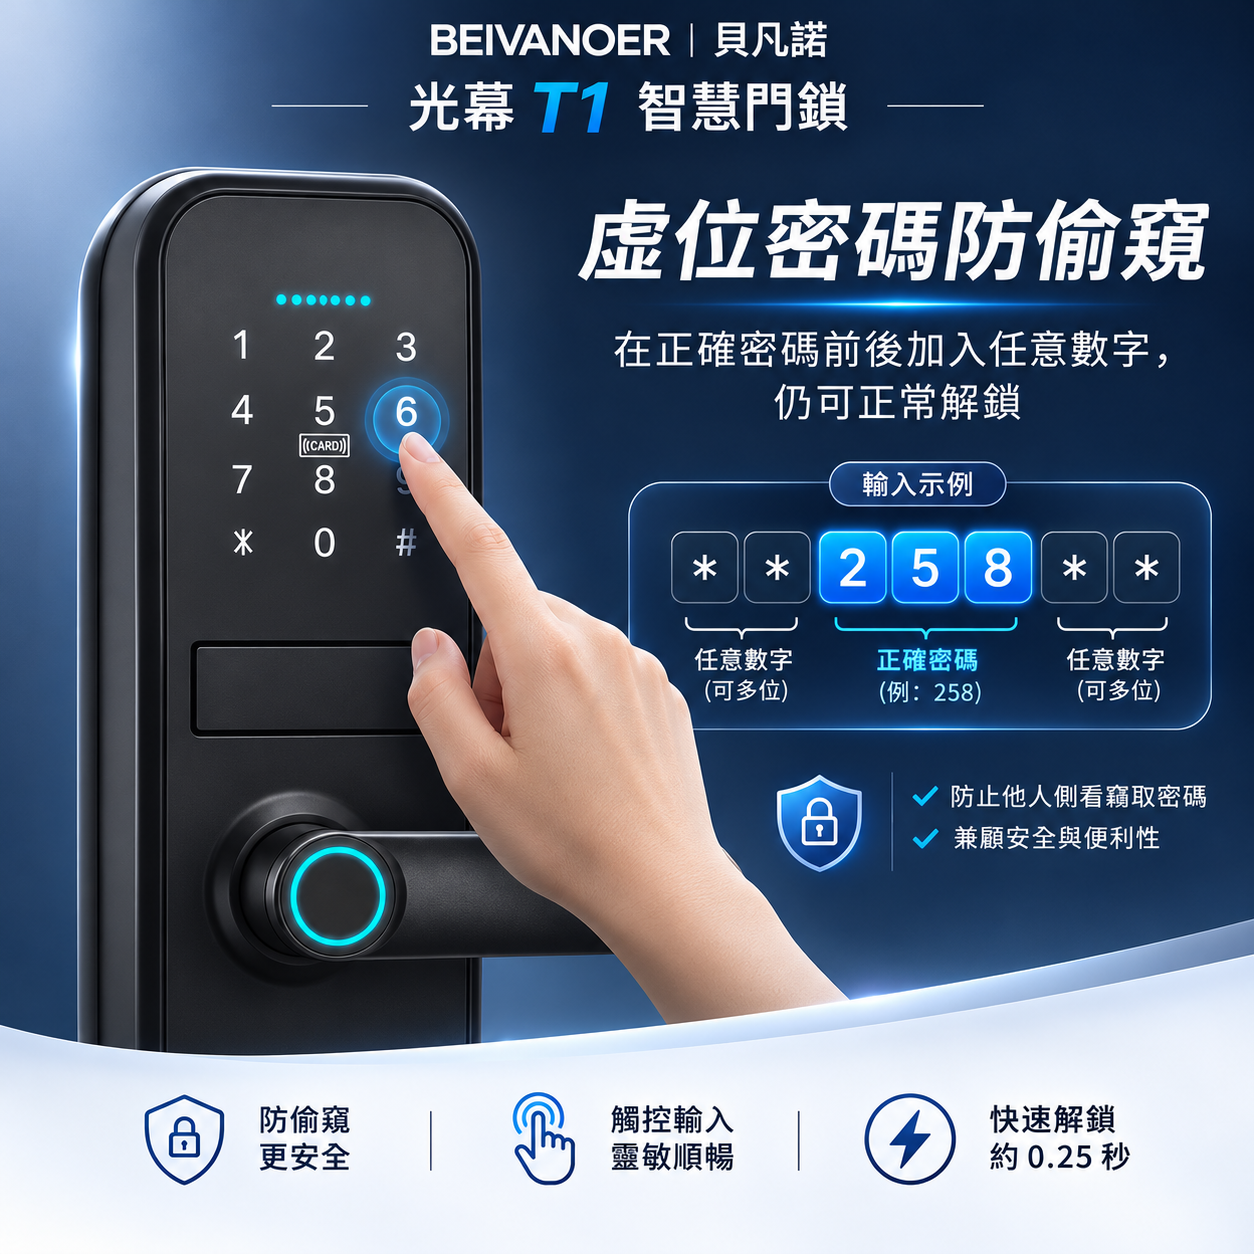 BEIVANOER | 貝凡諾
光幕 T1 智慧門鎖
虛位密碼防偷窺
在正確密碼前後加入任意數字，
仍可正常解鎖
1 2 3
4 5 6
((CARD))
7 8 9
* 0 #
輸入示例
* * 2 5 8 * *
任意數字 正確密碼 任意數字
(可多位) (例：258) (可多位)
防止他人側看竊取密碼
兼顧安全與便利性
防偷窺
更安全
觸控輸入
靈敏順暢
快速解鎖
約 0.25 秒